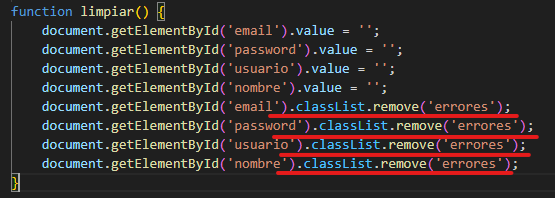 function limpiar() {
document.getElementById('email').value = '';
document.getElementById('password').value = '';
document.getElementById('usuario').value = '';
document.getElementById('nombre').value = '';
document.getElementById('email').classList.remove('errores');
document.getElementById('password').classList.remove('errores');
document.getElementById('usuario').classList.remove('errores');
document.getElementById('nombre').classList.remove('errores');
}